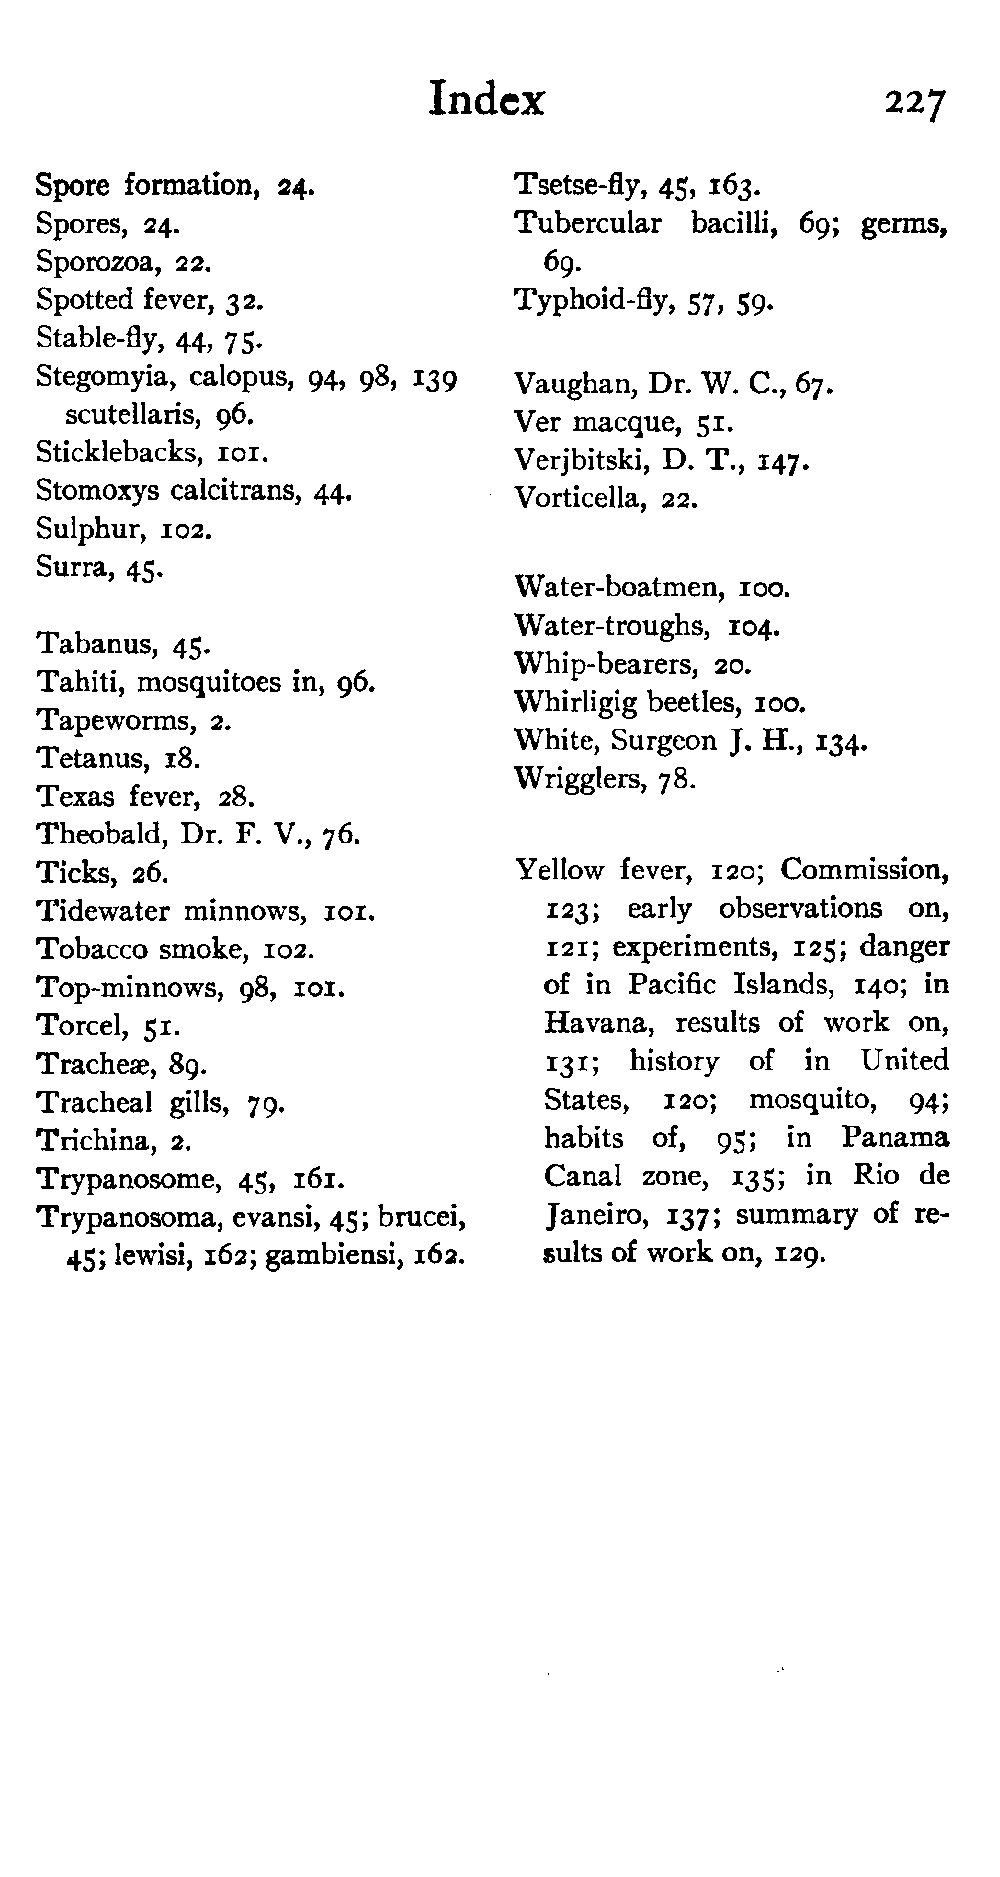 Index 227
Spore formation, 24.
Spores, 24.
Sporozoa, 22.
Spotted fever, 32.
Stable-fly, 44, 75.
Stegomyia, calopus, 94, 98, 139
scutellaris, 96.
Sticklebacks, 101.
Stomoxys calcitrans, 44.
Sulphur, 102.
Surra, 45.
Tabanus, 45.
Tahiti, mosquitoes in, 96.
Tapeworms, 2.
Tetanus, 18.
Texas fever, 28.
Theobald, Dr. F. V., 76.
Ticks, 26.
Tidewater minnows, 101.
Tobacco smoke, 102.
Top-minnows, 98, 101.
Torcel, 51.
Tracheæ, 89.
Tracheal gills, 79.
Trichina, 2.
Trypanosome, 45, 161.
Trypanosoma, evansi, 45; brucei,
45; lewisi, 162; gambiensi, 162.
Tsetse-fly, 45, 163.
Tubercular bacilli, 69; germs,
69.
Typhoid-fly, 57, 59.
Vaughan, Dr. W. C., 67.
Ver macque, 51.
Verjbitski, D. T., 147.
Vorticella, 22.
Water-boatmen, 100.
Water-troughs, 104.
Whip-bearers, 20.
Whirligig beetles, 100.
White, Surgeon J. H., 134.
Wrigglers, 78.
Yellow fever, 120; Commission,
123; early observations on,
121; experiments, 125; danger
of in Pacific Islands, 140; in
Havana, results of work on,
131; history of in United
States, 120; mosquito, 94;
habits of, 95; in Panama
Canal zone, 135; in Rio de
Janeiro, 137; summary of re-
sults of work on, 129.